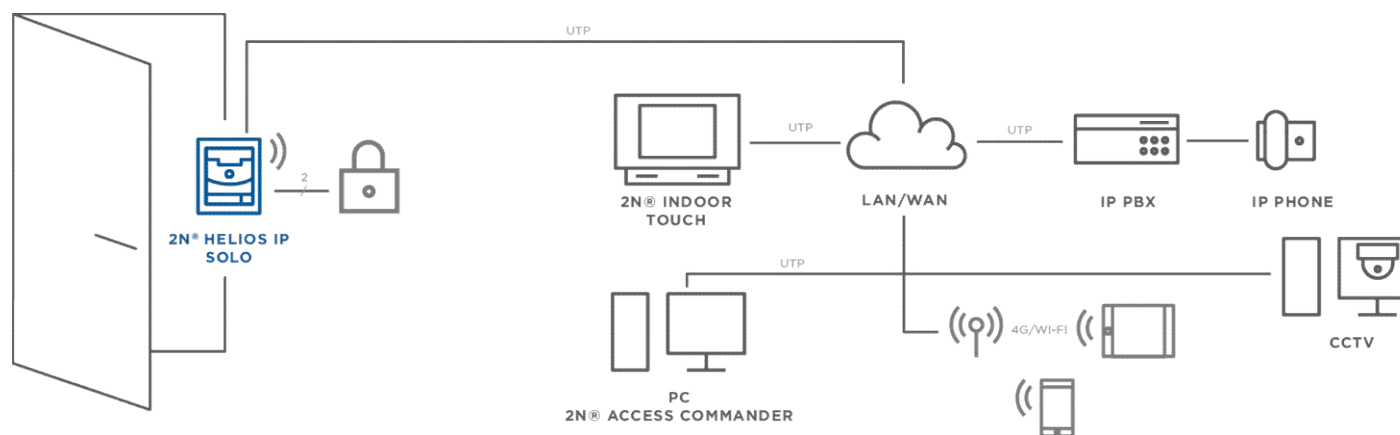 UTP
UTP
UTP
2
2N® HELIOS IP
SOLO
2N® INDOOR
TOUCH
LAN/WAN
IP PBX
IP PHONE
UTP
4G/WI-FI
CCTV
PC
2N® ACCESS COMMANDER